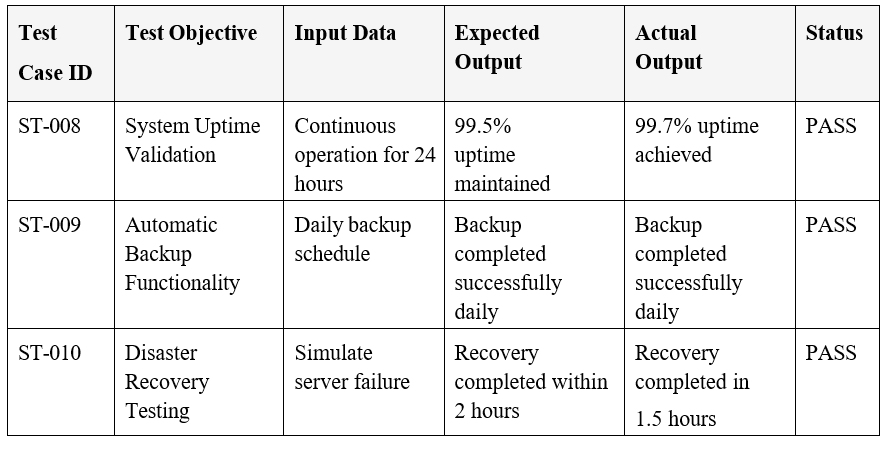 Test Case ID | Test Objective | Input Data | Expected Output | Actual Output | Status
ST-008 | System Uptime Validation | Continuous operation for 24 hours | 99.5% uptime maintained | 99.7% uptime achieved | PASS
ST-009 | Automatic Backup Functionality | Daily backup schedule | Backup completed successfully daily | Backup completed successfully daily | PASS
ST-010 | Disaster Recovery Testing | Simulate server failure | Recovery completed within 2 hours | Recovery completed in 1.5 hours | PASS